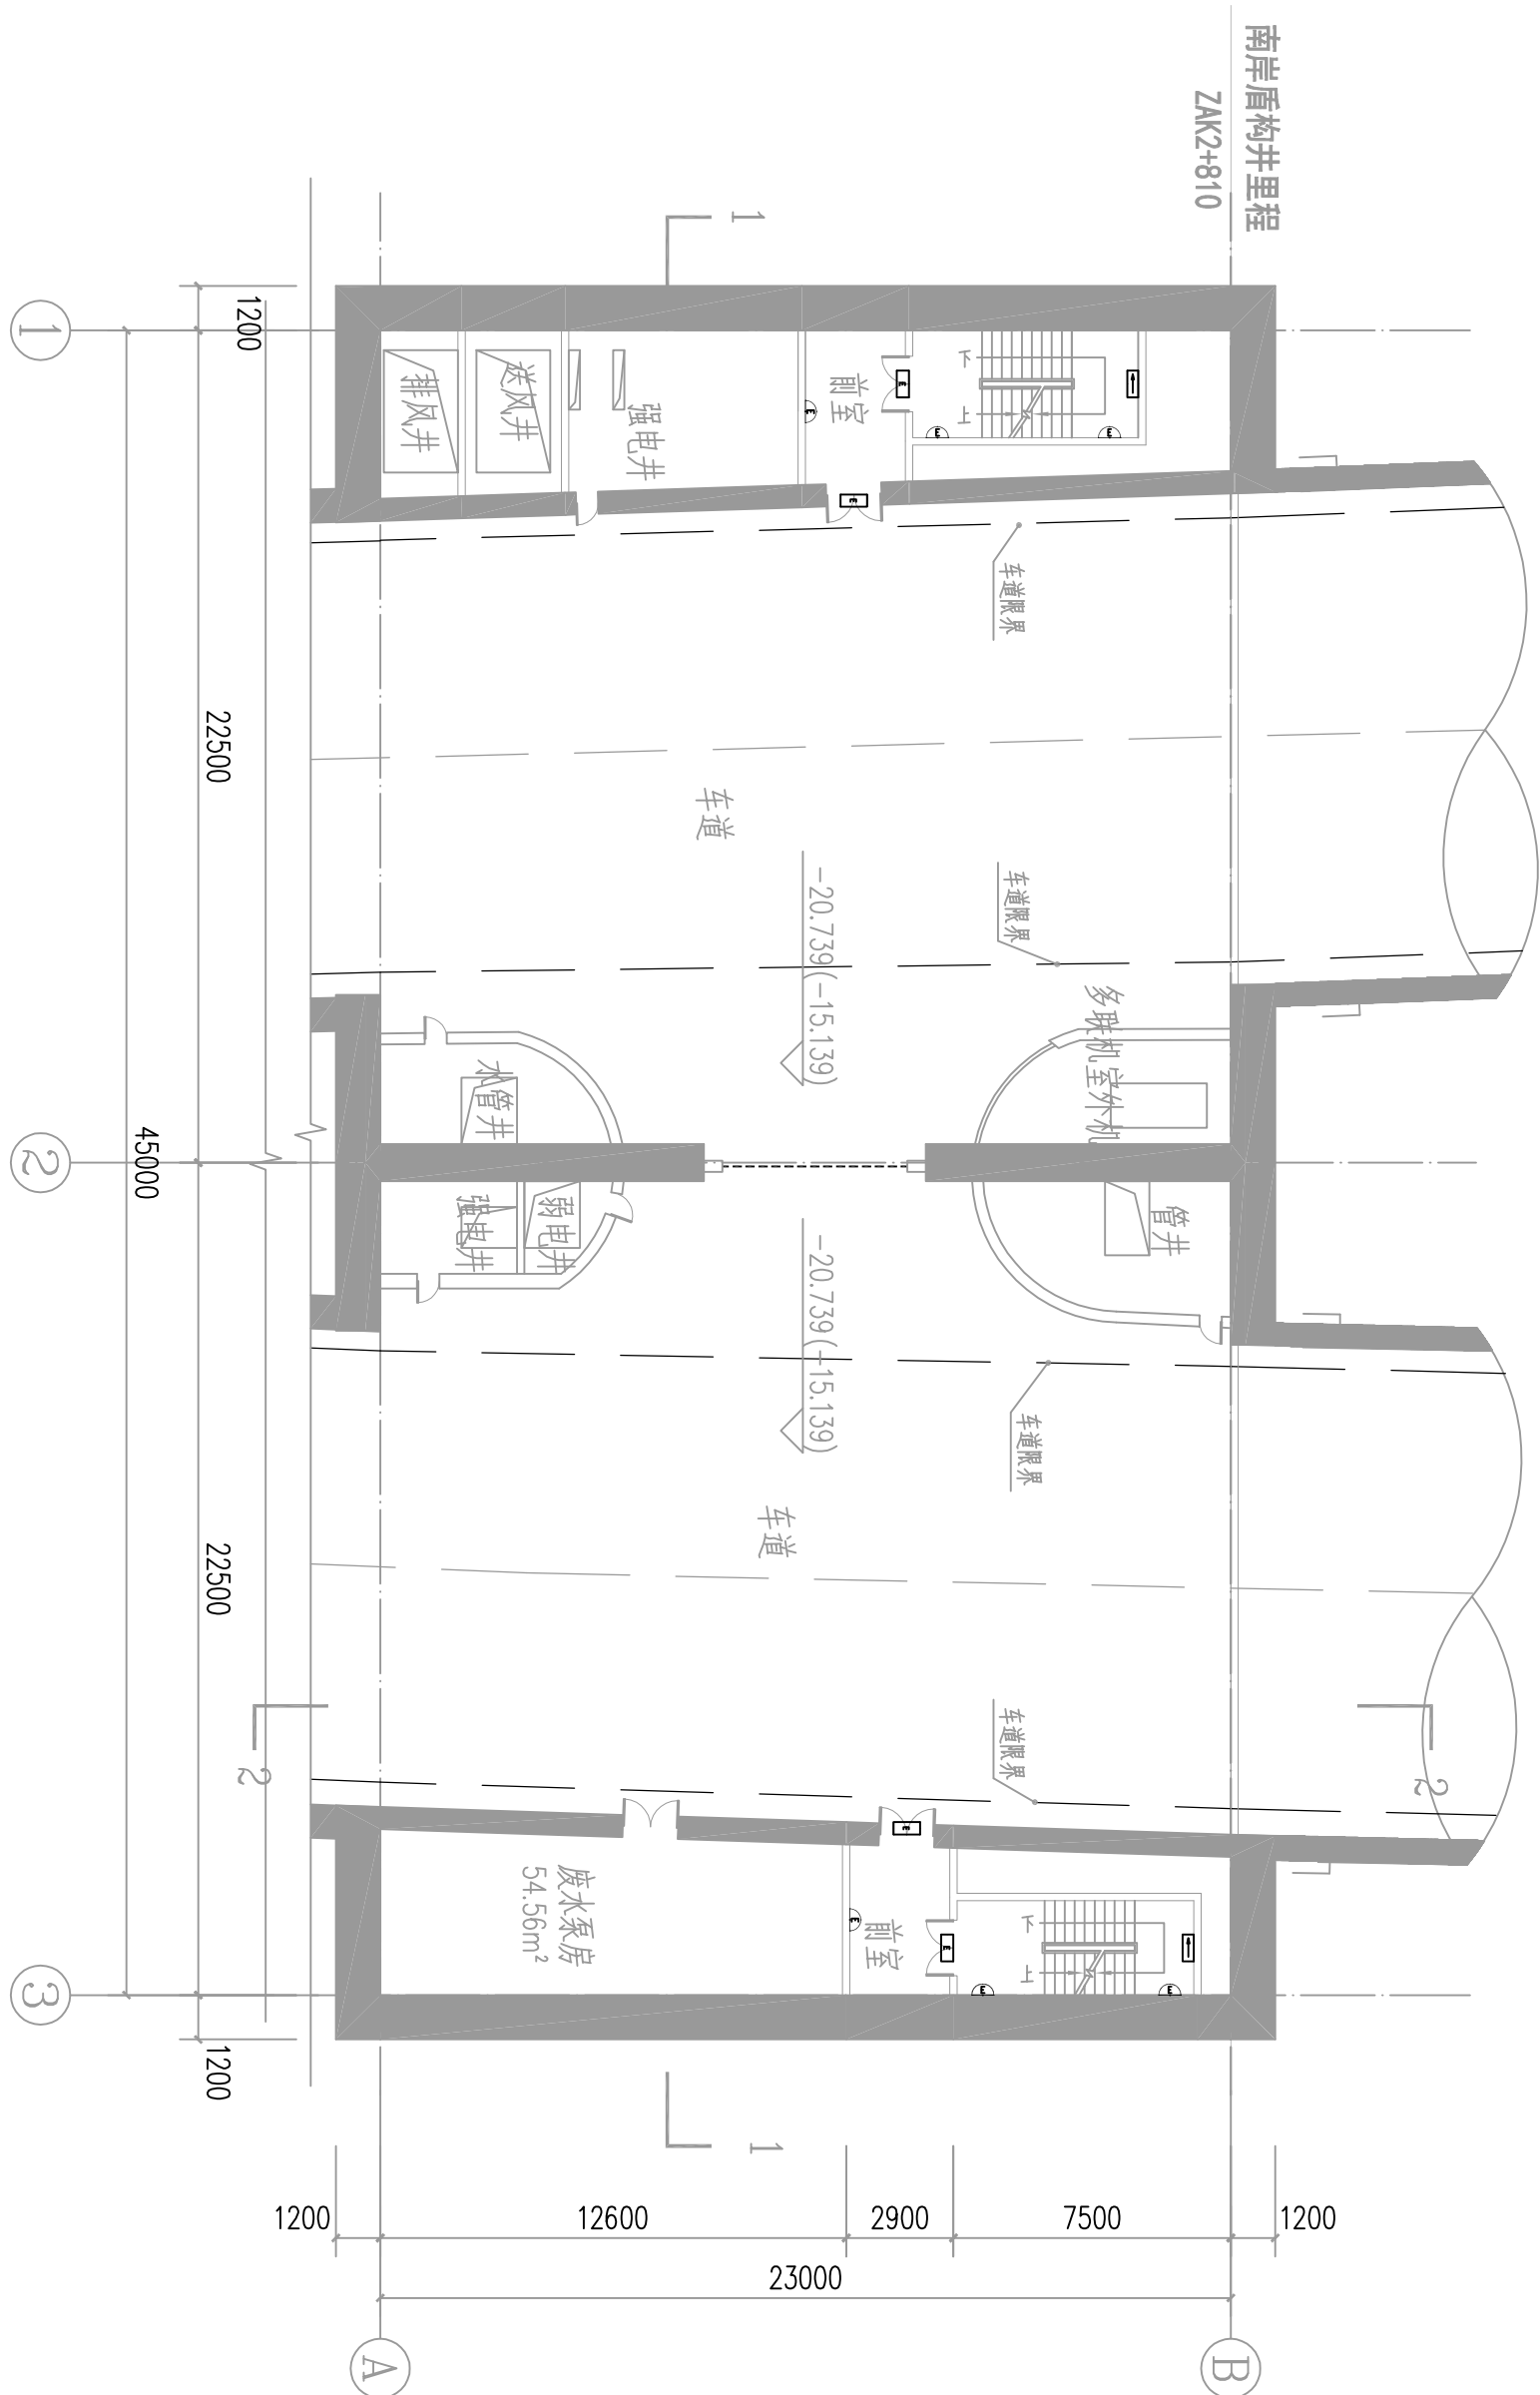 南岸盾构井里程
ZAK2+810
1
1
1200
22500
45000
22500
1200
1
2
3
排风井
送风井
强电井
前室
E
E
E
E
E
下
上
车道限界
车道
车道限界
-20.739(-15.139)
多联机室外机
水管井
强电井
弱电井
管井
-20.739(-15.139)
车道限界
车道
车道限界
2
2
废水泵房
54.56m²
前室
E
E
E
E
E
下
上
1200
12600
2900
7500
1200
23000
A
B